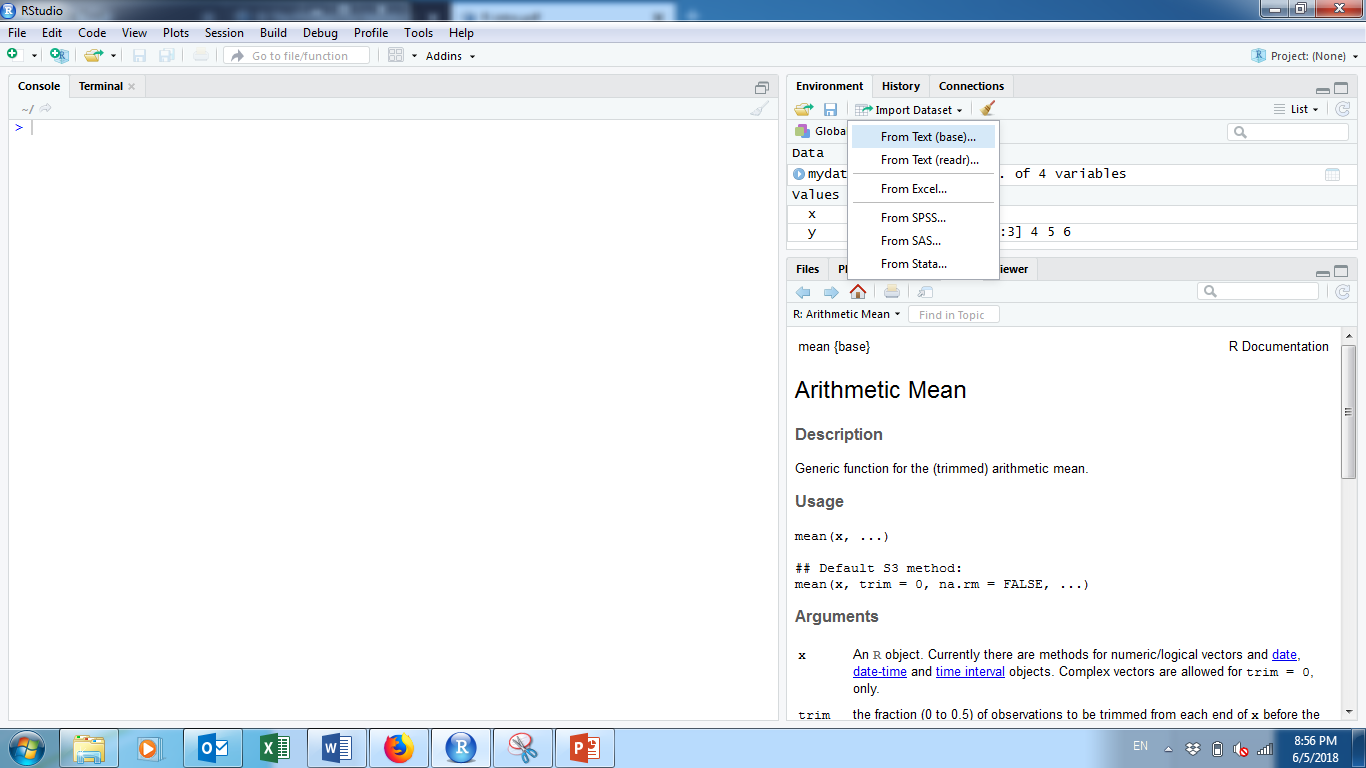 RStudio
File Edit Code View Plots Session Build Debug Profile Tools Help
Go to file/function Addins Project: (None)
Console Terminal
~/
>
Environment History Connections
Import Dataset List
Globa
From Text (base)...
From Text (readr)...
From Excel...
From SPSS...
From SAS...
From Stata...
Data
mydat . of 4 variables
Values
x
y :3] 4 5 6
Files Pl ewer
R: Arithmetic Mean Find in Topic
mean {base} R Documentation
Arithmetic Mean
Description
Generic function for the (trimmed) arithmetic mean.
Usage
mean(x, ...)
## Default S3 method:
mean(x, trim = 0, na.rm = FALSE, ...)
Arguments
x An R object. Currently there are methods for numeric/logical vectors and date,
date-time and time interval objects. Complex vectors are allowed for trim = 0,
only.
trim the fraction (0 to 0.5) of observations to be trimmed from each end of x before the
EN
8:56 PM
6/5/2018